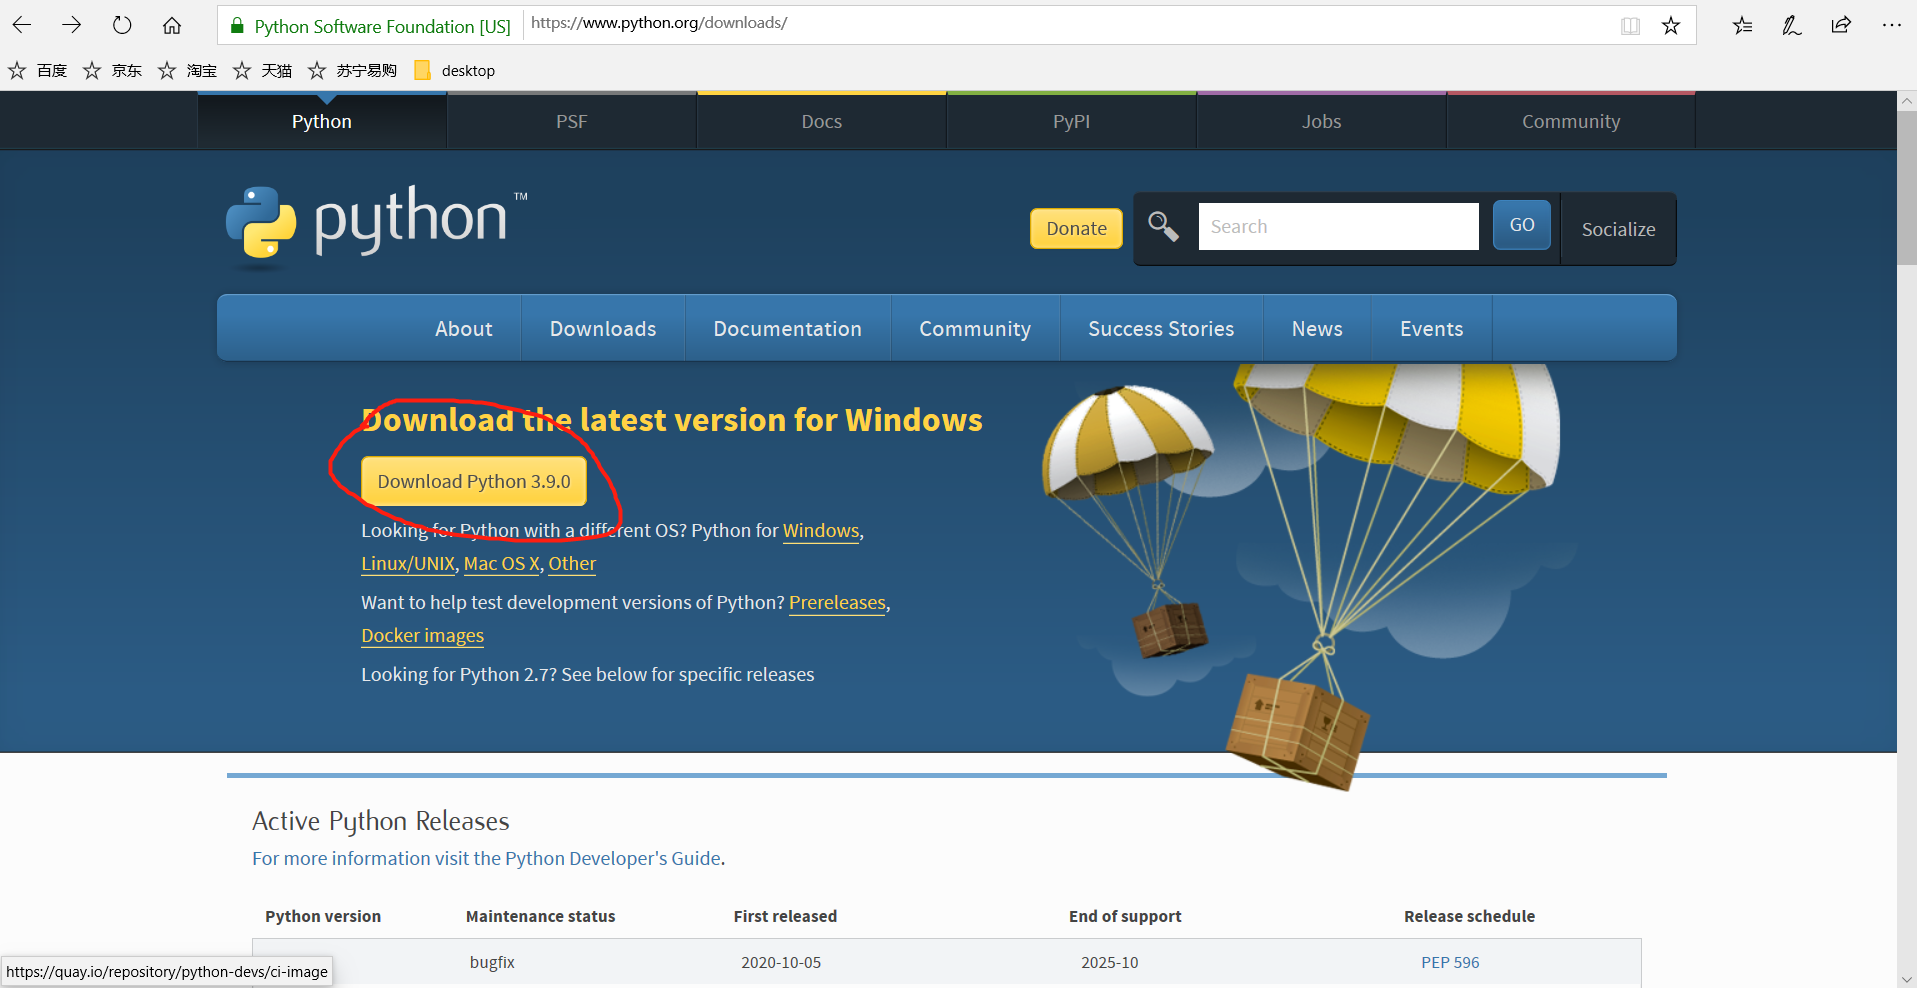 Python Software Foundation [US] https://www.python.org/downloads/
百度 京东 淘宝 天猫 苏宁易购 desktop
Python PSF Docs PyPI Jobs Community
python™ Donate Search GO Socialize
About Downloads Documentation Community Success Stories News Events
Download the latest version for Windows
Download Python 3.9.0
Looking for Python with a different OS? Python for Windows,
Linux/UNIX, Mac OS X, Other
Want to help test development versions of Python? Prereleases,
Docker images
Looking for Python 2.7? See below for specific releases
Active Python Releases
For more information visit the Python Developer's Guide.
Python version Maintenance status First released End of support Release schedule
bugfix 2020-10-05 2025-10 PEP 596
https://quay.io/repository/python-devs/ci-image